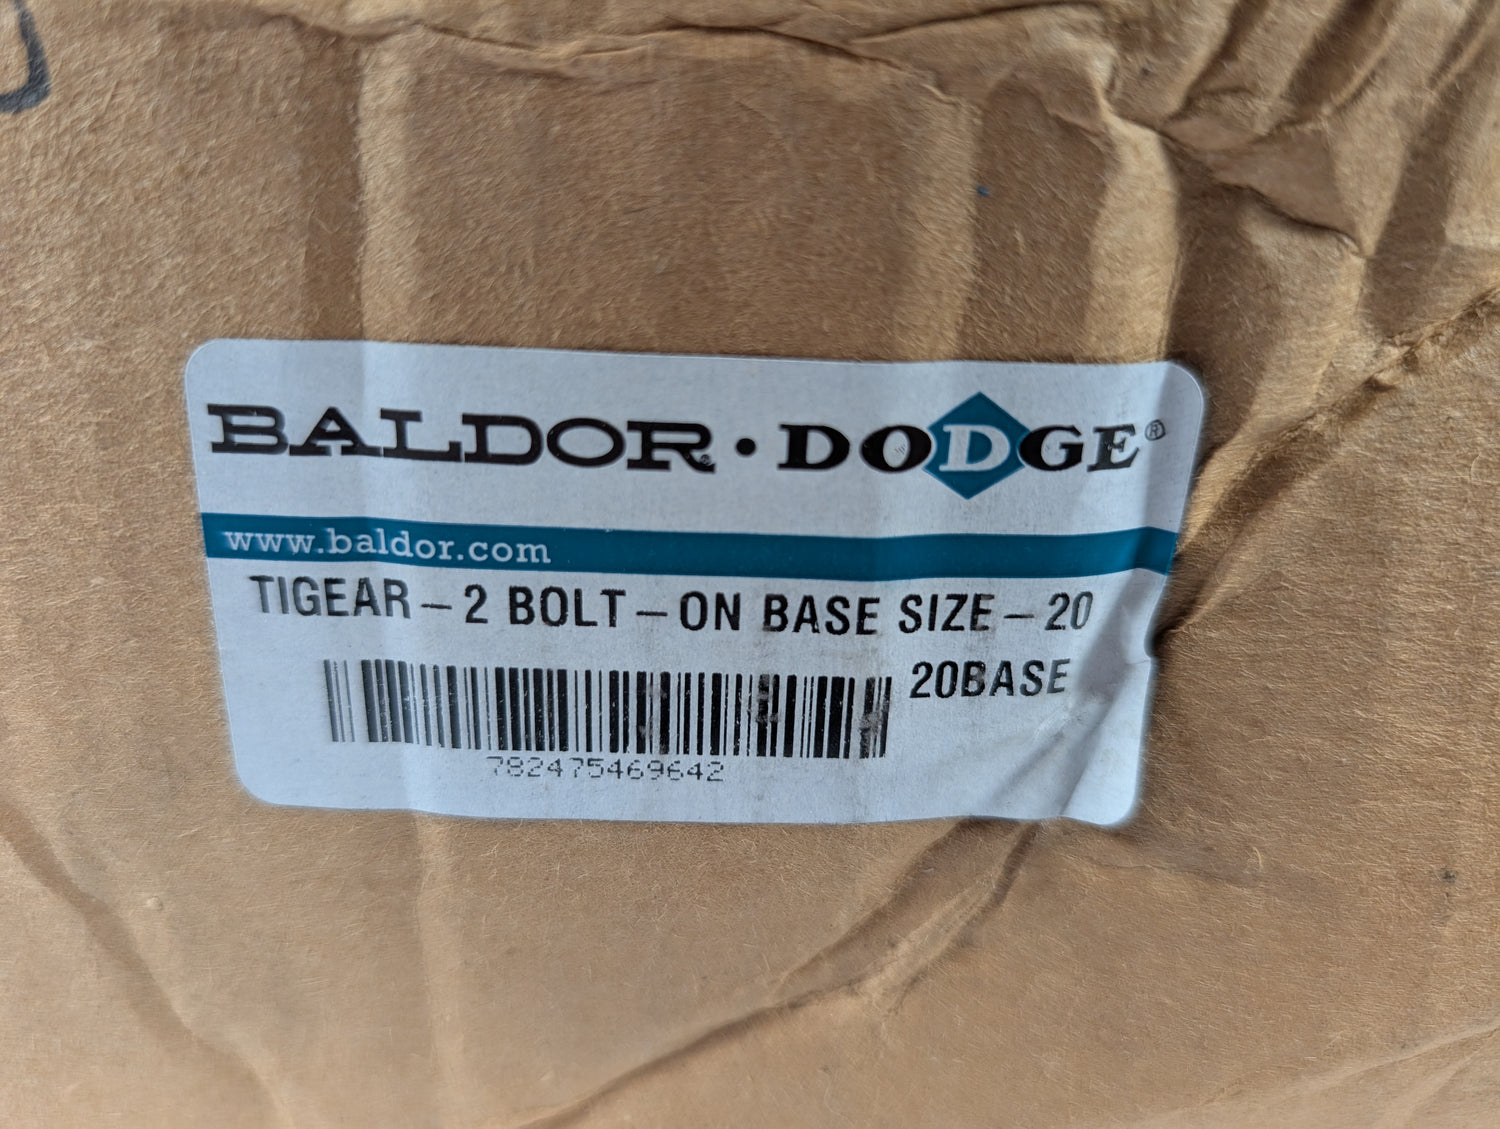 BALDOR • DODGE®
www.baldor.com
TIGEAR – 2 BOLT – ON BASE SIZE – 20
20BASE
782475469642